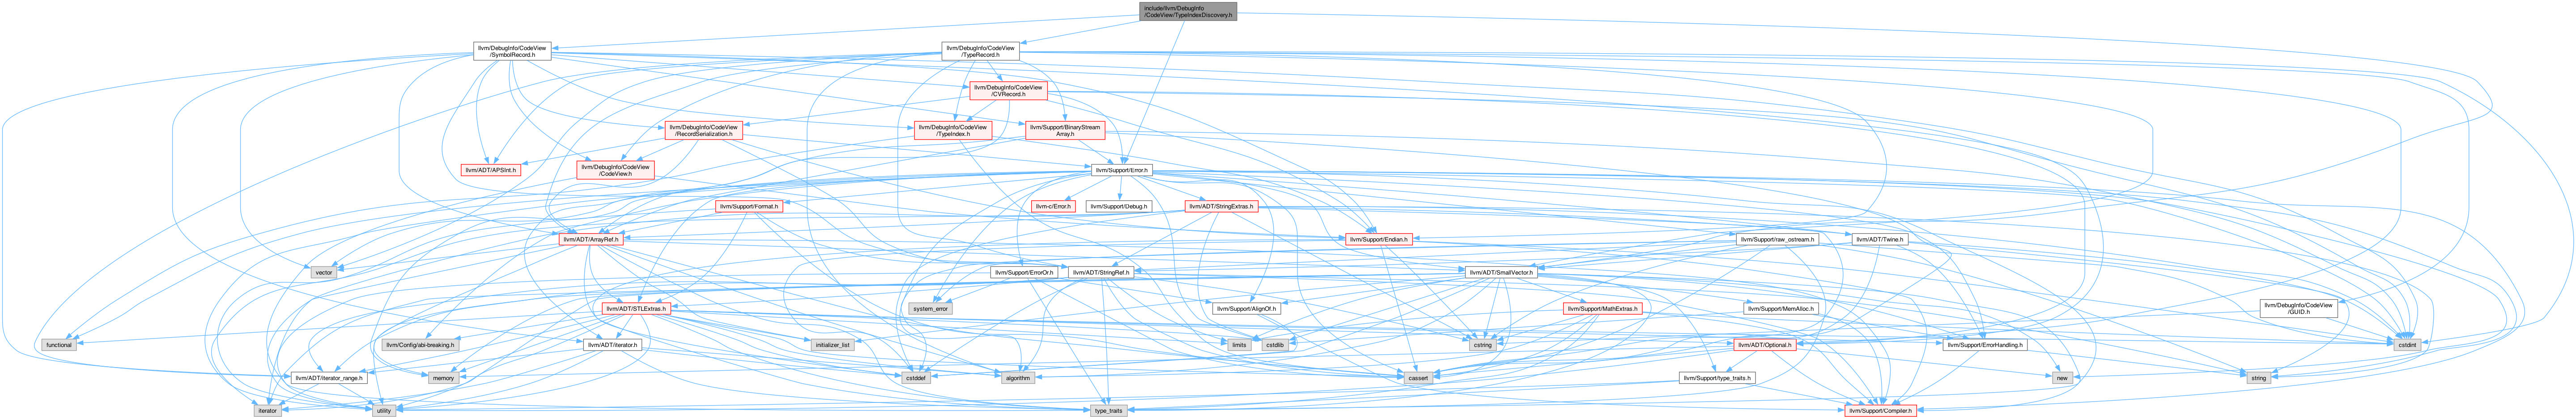 include/llvm/DebugInfo
/CodeView/TypeIndexDiscovery.h
llvm/DebugInfo/CodeView
/SymbolRecord.h
llvm/DebugInfo/CodeView
/TypeRecord.h
llvm/DebugInfo/CodeView
/CVRecord.h
llvm/DebugInfo/CodeView
/RecordSerialization.h
llvm/DebugInfo/CodeView
/TypeIndex.h
llvm/Support/BinaryStream
Array.h
llvm/ADT/APSInt.h
llvm/DebugInfo/CodeView
/CodeView.h
llvm/Support/Error.h
llvm/Support/Format.h
llvm-c/Error.h
llvm/Support/Debug.h
llvm/ADT/StringExtras.h
llvm/ADT/ArrayRef.h
llvm/Support/Endian.h
llvm/Support/raw_ostream.h
llvm/ADT/Twine.h
vector
llvm/Support/ErrorOr.h
llvm/ADT/StringRef.h
llvm/ADT/SmallVector.h
system_error
llvm/ADT/STLExtras.h
llvm/Support/AlignOf.h
llvm/Support/MathExtras.h
llvm/Support/MemAlloc.h
llvm/DebugInfo/CodeView
/GUID.h
functional
llvm/Config/abi-breaking.h
llvm/ADT/iterator.h
initializer_list
limits
cstdlib
cstring
llvm/ADT/Optional.h
llvm/Support/ErrorHandling.h
cstdint
llvm/ADT/iterator_range.h
memory
cstddef
algorithm
cassert
llvm/Support/type_traits.h
new
string
iterator
utility
type_traits
llvm/Support/Compiler.h